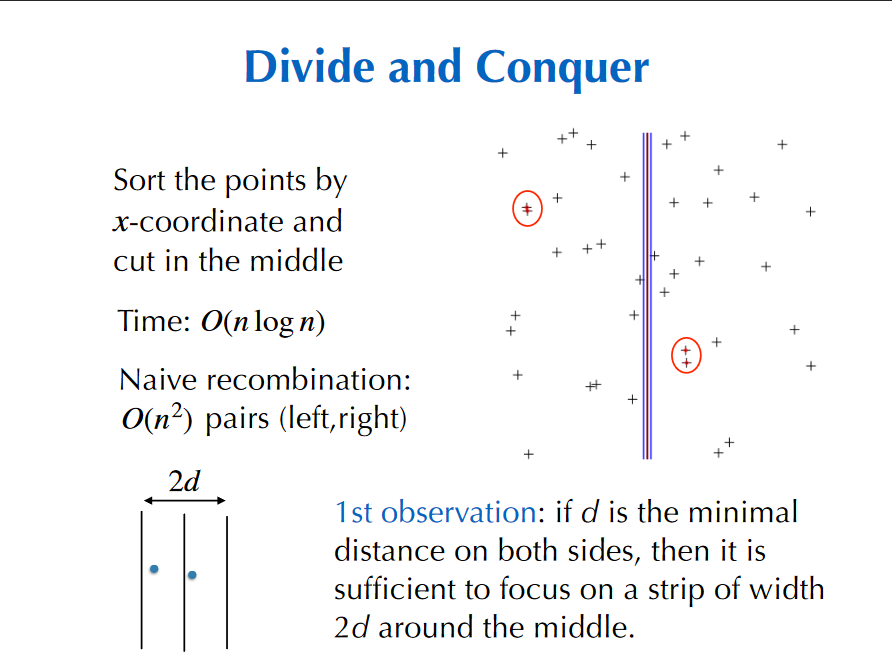 Divide and Conquer
Sort the points by
x-coordinate and
cut in the middle
Time: O(n log n)
Naive recombination:
O(n²) pairs (left,right)
2d
1st observation: if d is the minimal
distance on both sides, then it is
sufficient to focus on a strip of width
2d around the middle.